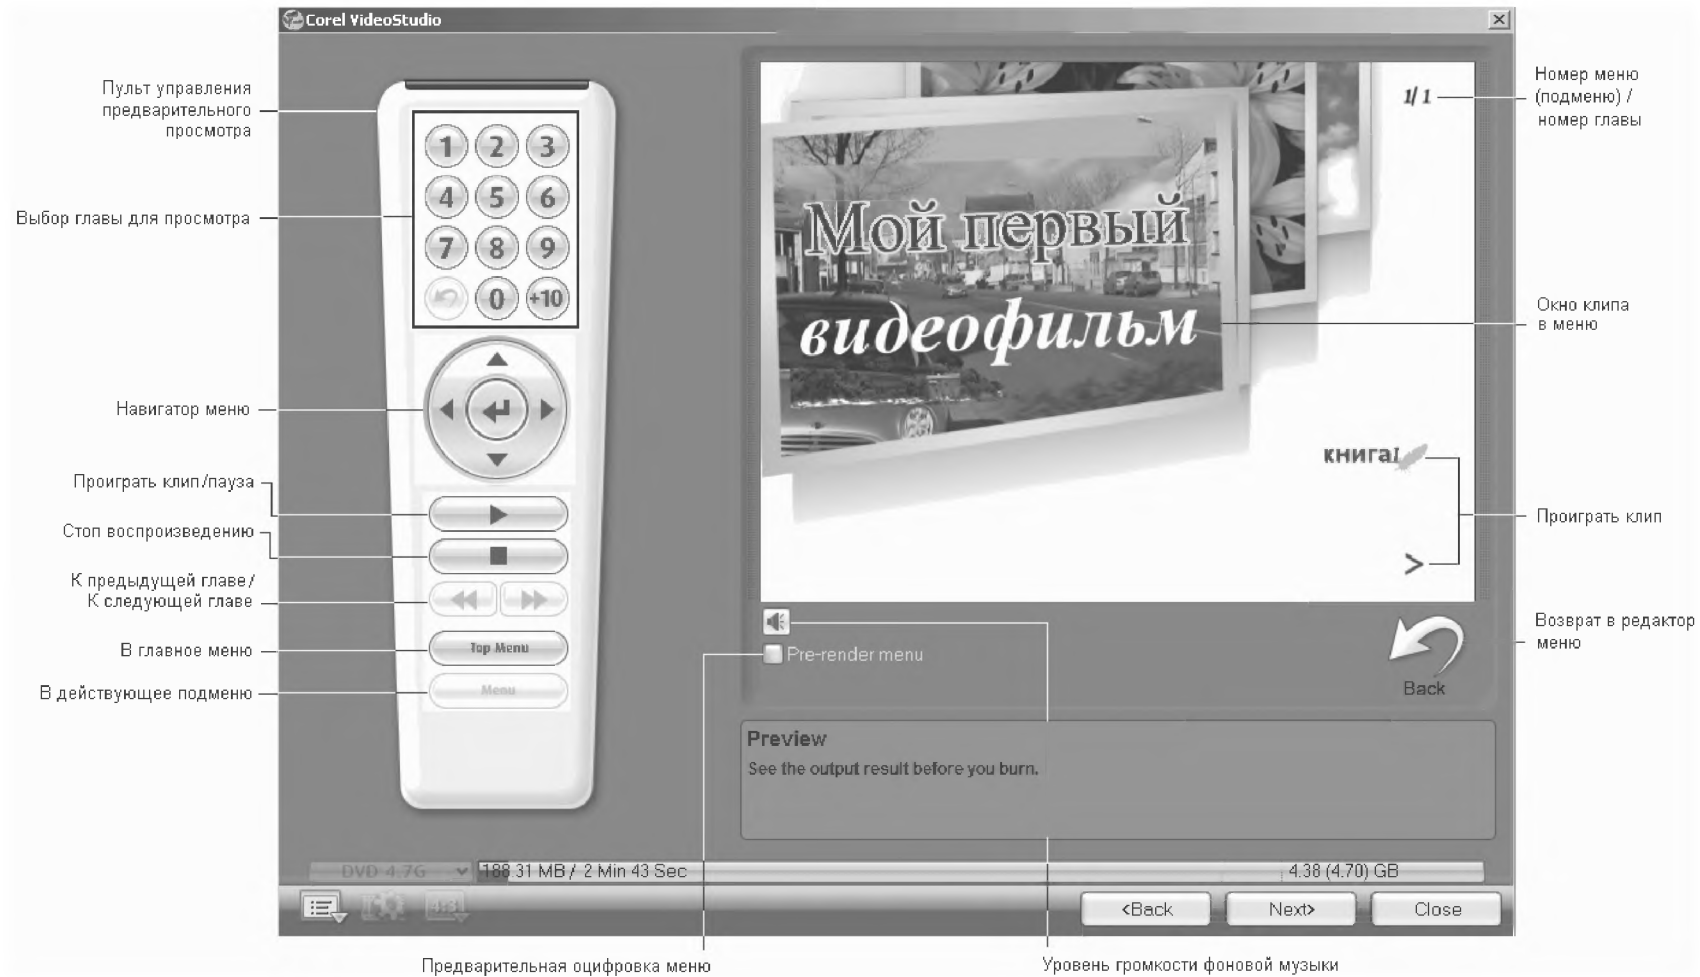 Corel VideoStudio
Пульт управления
предварительного
просмотра
Выбор главы для просмотра
Навигатор меню
Проиграть клип/пауза
Стоп воспроизведению
К предыдущей главе/
К следующей главе
В главное меню
В действующее подменю
1 2 3
4 5 6
7 8 9
0 +10
Top Menu
Menu
1/1
Мой первый
видеофильм
книга!
>
Номер меню
(подменю) /
номер главы
Окно клипа
в меню
Проиграть клип
Возврат в редактор
меню
Pre-render menu
Back
Preview
See the output result before you burn.
DVD 4.7G
188.31 MB / 2 Min 43 Sec
4.38 (4.70) GB
4:3
<Back
Next>
Close
Предварительная оцифровка меню
Уровень громкости фоновой музыки